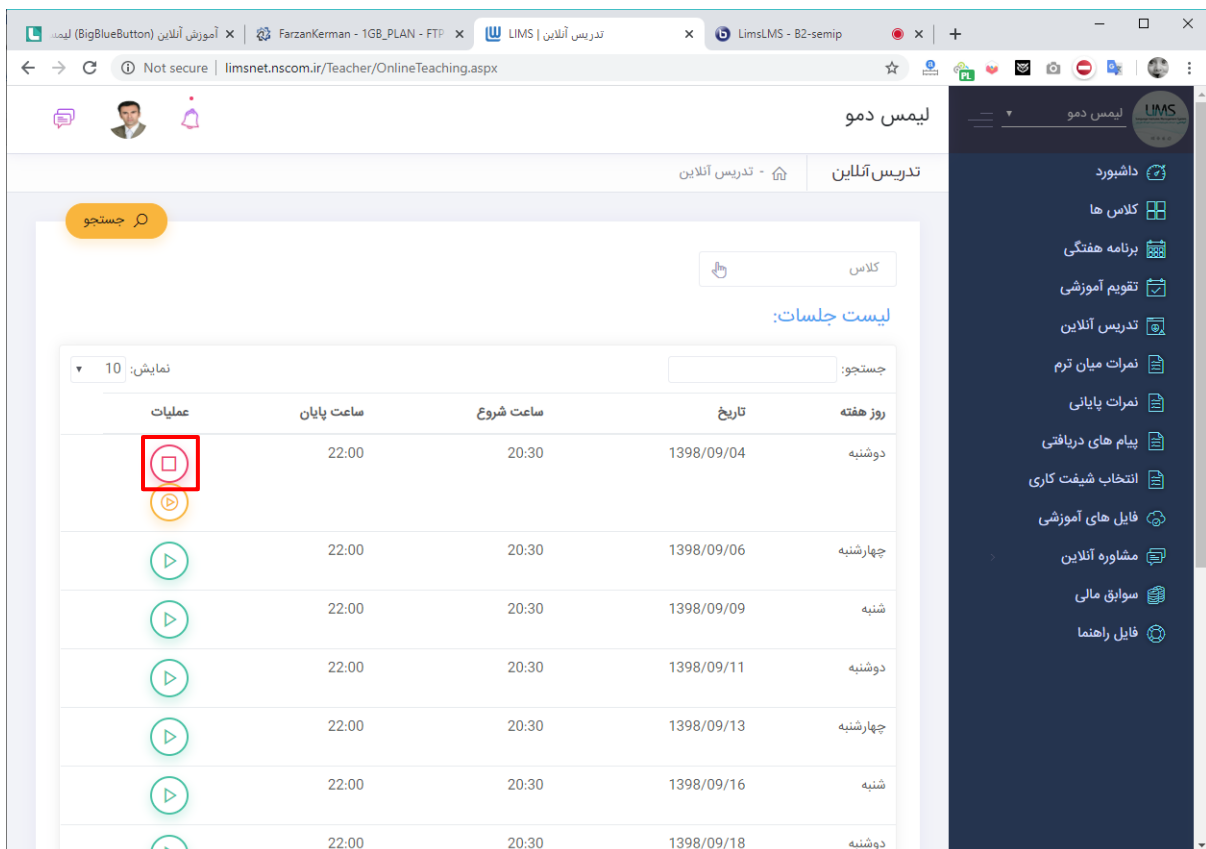 آموزش آنلاین (BigBlueButton) لیمد
FarzanKerman - 1GB_PLAN - FTP
تدریس آنلاین | LIMS
LimsLMS - B2-semip
Not secure | limsnet.nscom.ir/Teacher/OnlineTeaching.aspx
PL
لیمس دمو
LIMS
لیمس دمو
تدریس آنلاین
- تدریس آنلاین
جستجو
کلاس
لیست جلسات:
جستجو:
نمایش: 10
روز هفته تاریخ ساعت شروع ساعت پایان عملیات
دوشنبه 1398/09/04 20:30 22:00
چهارشنبه 1398/09/06 20:30 22:00
شنبه 1398/09/09 20:30 22:00
دوشنبه 1398/09/11 20:30 22:00
چهارشنبه 1398/09/13 20:30 22:00
شنبه 1398/09/16 20:30 22:00
دوشنبه 1398/09/18 20:30 22:00
داشبورد
کلاس ها
برنامه هفتگی
تقویم آموزشی
تدریس آنلاین
نمرات میان ترم
نمرات پایانی
پیام های دریافتی
انتخاب شیفت کاری
فایل های آموزشی
مشاوره آنلاین
سوابق مالی
فایل راهنما